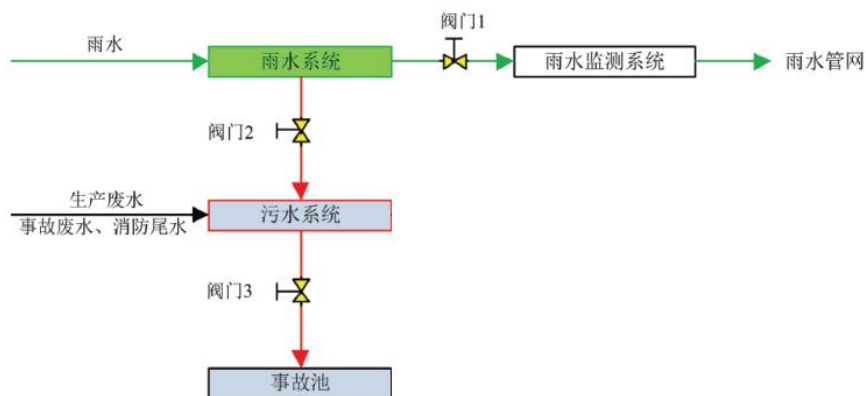 阀门1
雨水
雨水系统
雨水监测系统
雨水管网
阀门2
生产废水
事故废水、消防尾水
污水系统
阀门3
事故池